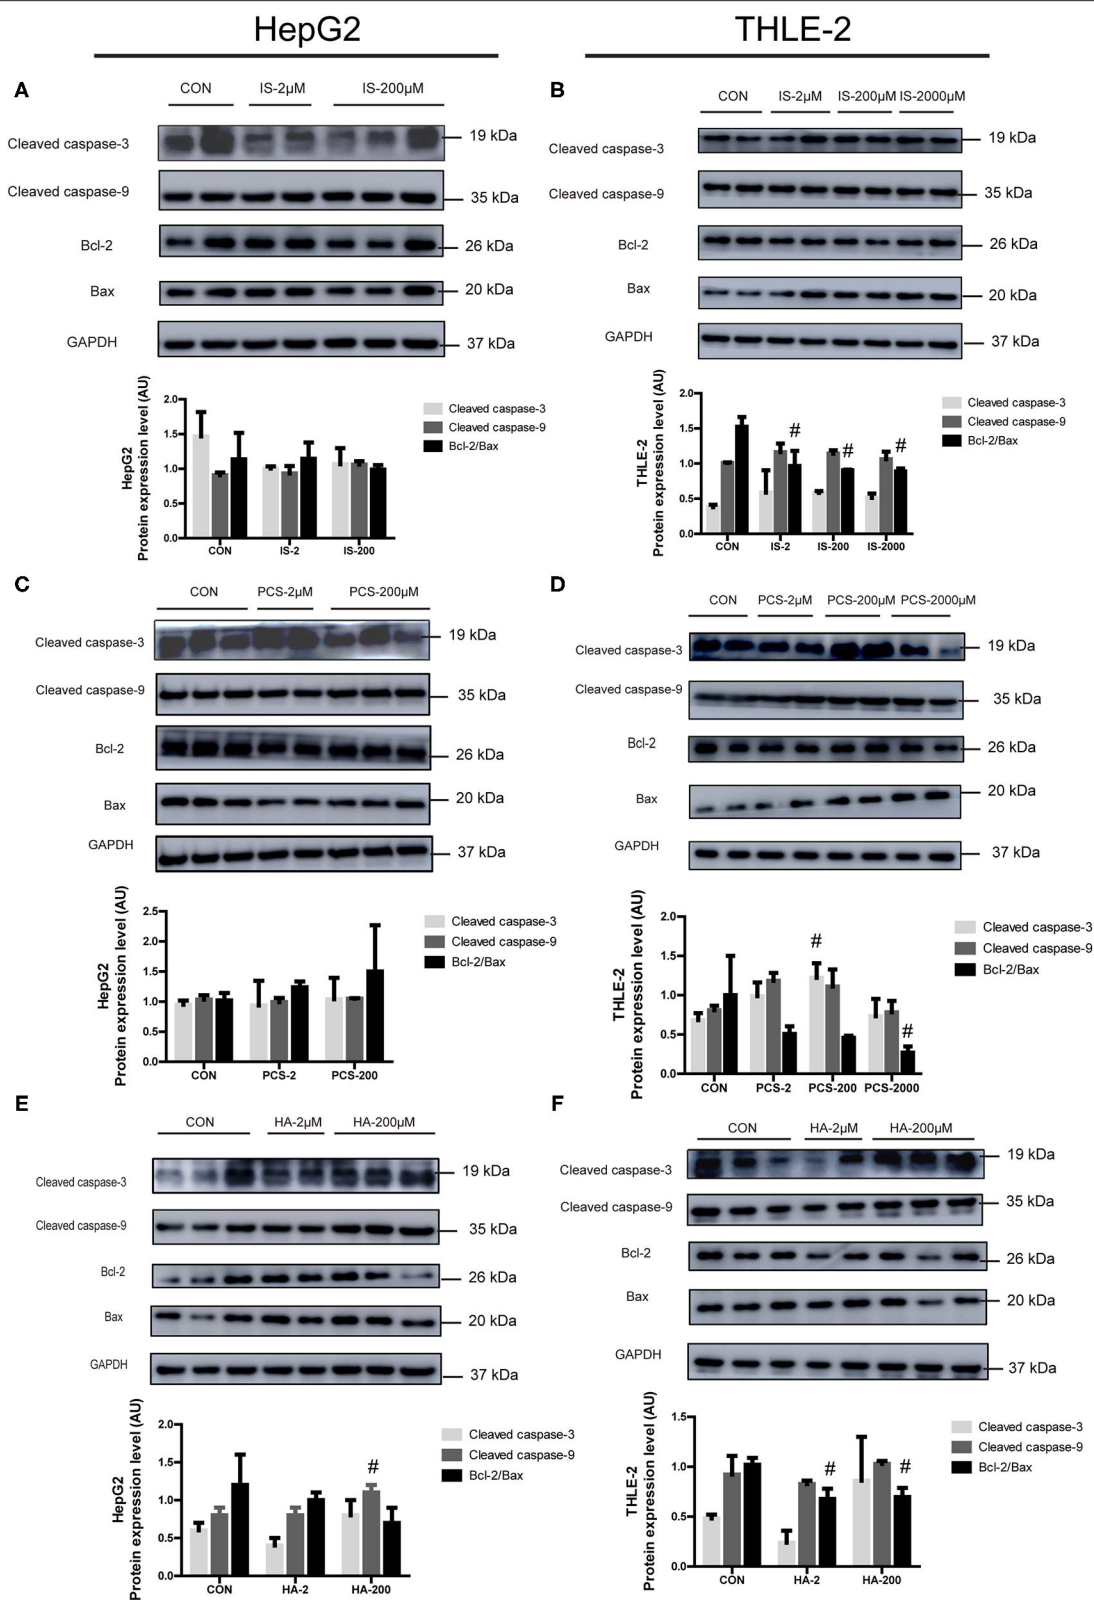 HepG2 THLE-2
A
CON IS-2μM IS-200μM
Cleaved caspase-3 19 kDa
Cleaved caspase-9 35 kDa
Bcl-2 26 kDa
Bax 20 kDa
GAPDH 37 kDa
HepG2
Protein expression level (AU)
2.0
1.5
1.0
0.5
0.0
CON IS-2 IS-200
Cleaved caspase-3
Cleaved caspase-9
Bcl-2/Bax
B
CON IS-2μM IS-200μM IS-2000μM
Cleaved caspase-3 19 kDa
Cleaved caspase-9 35 kDa
Bcl-2 26 kDa
Bax 20 kDa
GAPDH 37 kDa
THLE-2
Protein expression level (AU)
2.0
1.5
1.0
0.5
0.0
# # #
CON IS-2 IS-200 IS-2000
Cleaved caspase-3
Cleaved caspase-9
Bcl-2/Bax
C
CON PCS-2μM PCS-200μM
Cleaved caspase-3 19 kDa
Cleaved caspase-9 35 kDa
Bcl-2 26 kDa
Bax 20 kDa
GAPDH 37 kDa
HepG2
Protein expression level (AU)
2.5
2.0
1.5
1.0
0.5
0.0
CON PCS-2 PCS-200
Cleaved caspase-3
Cleaved caspase-9
Bcl-2/Bax
D
CON PCS-2μM PCS-200μM PCS-2000μM
Cleaved caspase-3 19 kDa
Cleaved caspase-9 35 kDa
Bcl-2 26 kDa
Bax 20 kDa
GAPDH 37 kDa
THLE-2
Protein expression level (AU)
2.0
1.5
1.0
0.5
0.0
# #
CON PCS-2 PCS-200 PCS-2000
Cleaved caspase-3
Cleaved caspase-9
Bcl-2/Bax
E
CON HA-2μM HA-200μM
Cleaved caspase-3 19 kDa
Cleaved caspase-9 35 kDa
Bcl-2 26 kDa
Bax 20 kDa
GAPDH 37 kDa
HepG2
Protein expression level (AU)
2.0
1.5
1.0
0.5
0.0
#
CON HA-2 HA-200
Cleaved caspase-3
Cleaved caspase-9
Bcl-2/Bax
F
CON HA-2μM HA-200μM
Cleaved caspase-3 19 kDa
Cleaved caspase-9 35 kDa
Bcl-2 26 kDa
Bax 20 kDa
GAPDH 37 kDa
THLE-2
Protein expression level (AU)
1.5
1.0
0.5
0.0
# #
CON HA-2 HA-200
Cleaved caspase-3
Cleaved caspase-9
Bcl-2/Bax